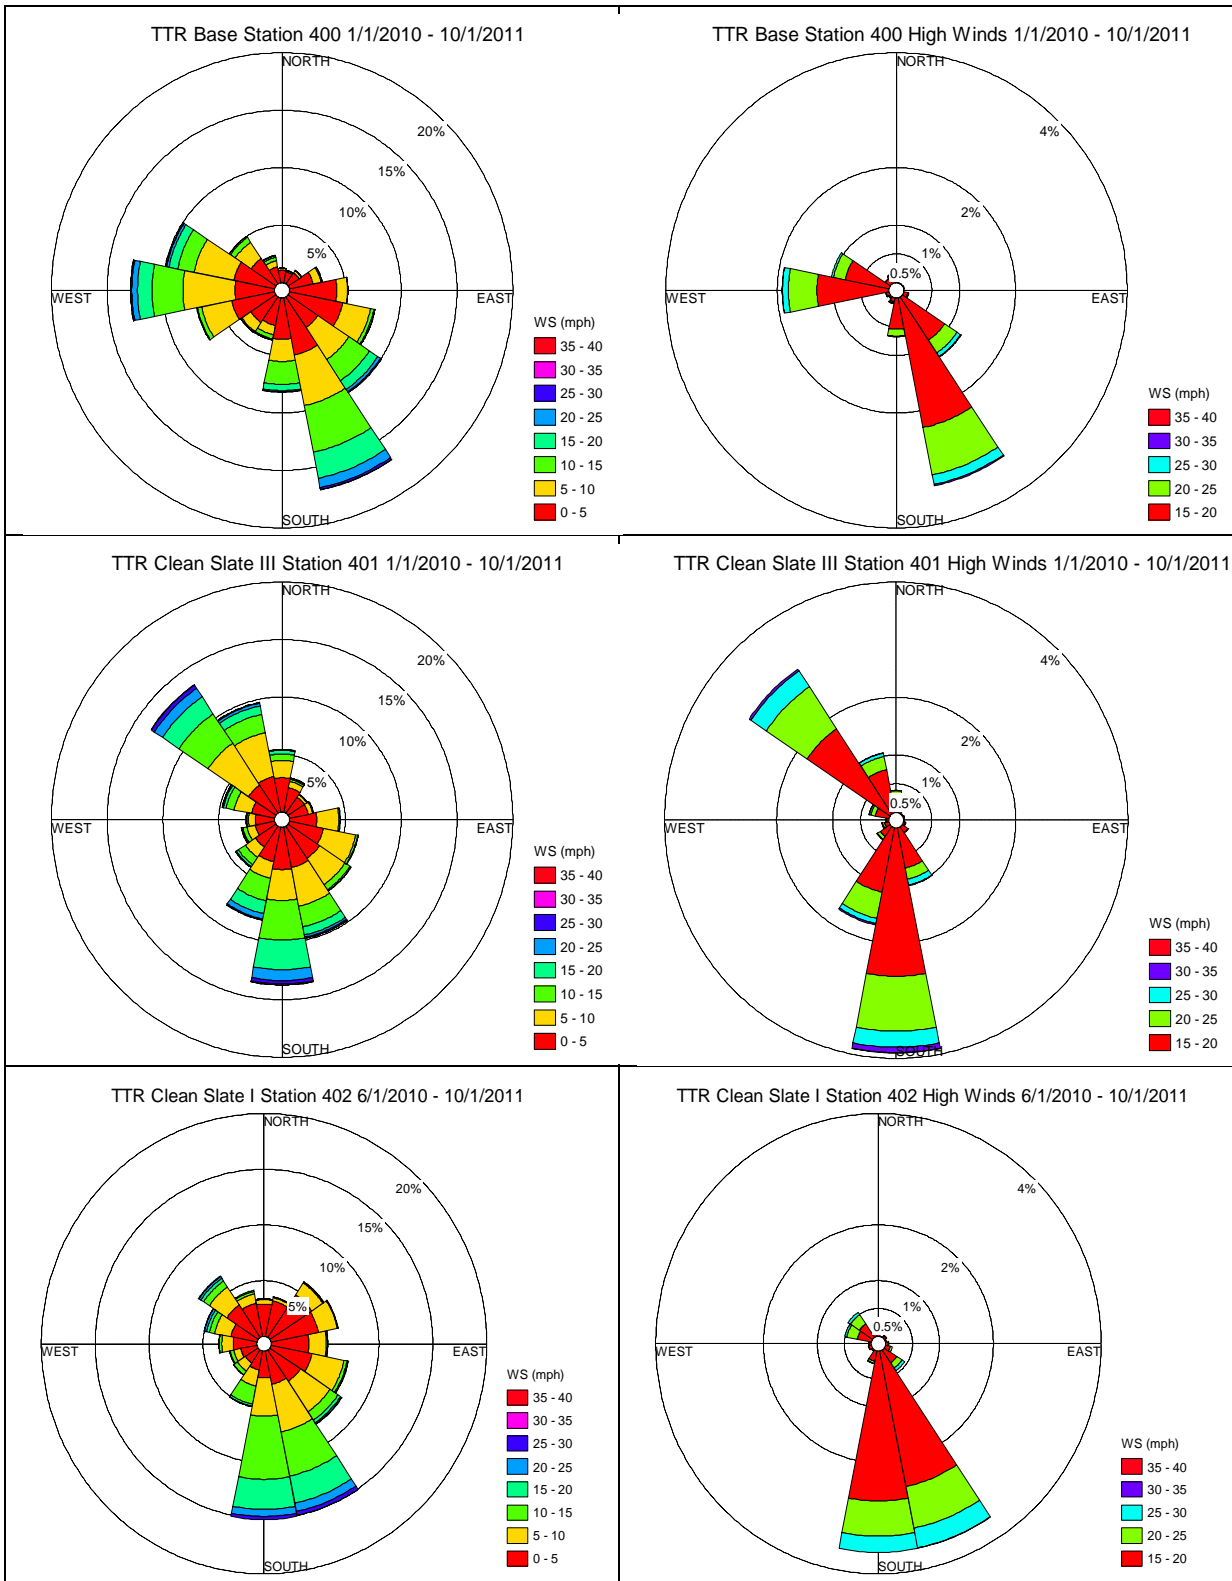 TTR Base Station 400 1/1/2010 - 10/1/2011
NORTH
20%
15%
10%
5%
WEST
EAST
SOUTH
WS (mph)
35 - 40
30 - 35
25 - 30
20 - 25
15 - 20
10 - 15
5 - 10
0 - 5
TTR Base Station 400 High Winds 1/1/2010 - 10/1/2011
NORTH
4%
2%
1%
0.5%
WEST
EAST
SOUTH
WS (mph)
35 - 40
30 - 35
25 - 30
20 - 25
15 - 20
TTR Clean Slate III Station 401 1/1/2010 - 10/1/2011
NORTH
20%
15%
10%
5%
WEST
EAST
SOUTH
WS (mph)
35 - 40
30 - 35
25 - 30
20 - 25
15 - 20
10 - 15
5 - 10
0 - 5
TTR Clean Slate III Station 401 High Winds 1/1/2010 - 10/1/2011
NORTH
4%
2%
1%
0.5%
WEST
EAST
SOUTH
WS (mph)
35 - 40
30 - 35
25 - 30
20 - 25
15 - 20
TTR Clean Slate I Station 402 6/1/2010 - 10/1/2011
NORTH
20%
15%
10%
5%
WEST
EAST
SOUTH
WS (mph)
35 - 40
30 - 35
25 - 30
20 - 25
15 - 20
10 - 15
5 - 10
0 - 5
TTR Clean Slate I Station 402 High Winds 6/1/2010 - 10/1/2011
NORTH
4%
2%
1%
0.5%
WEST
EAST
SOUTH
WS (mph)
35 - 40
30 - 35
25 - 30
20 - 25
15 - 20